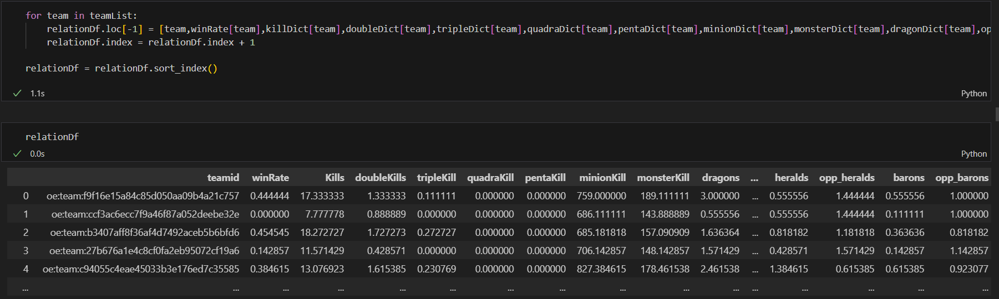 for team in teamList:
relationDf.loc[-1] = [team,winRate[team],killDict[team],doubleDict[team],tripleDict[team],quadraDict[team],pentaDict[team],minionDict[team],monsterDict[team],dragonDict[team],op
relationDf.index = relationDf.index + 1
relationDf = relationDf.sort_index()
✓ 1.1s Python
relationDf
✓ 0.0s Python
teamid winRate Kills doubleKills tripleKill quadraKill pentaKill minionKill monsterKill dragons ... heralds opp_heralds barons opp_barons
0 oe:team:f9f16e15a84c85d050aa09b4a21c757 0.444444 17.333333 1.333333 0.111111 0.000000 0.000000 759.000000 189.111111 3.000000 ... 0.555556 1.444444 0.555556 1.000000
1 oe:team:ccf3ac6ecc7f9a46f87a052deebe32e 0.000000 7.777778 0.888889 0.000000 0.000000 0.000000 686.111111 143.888889 0.555556 ... 0.555556 1.444444 0.111111 1.000000
2 oe:team:b3407aff8f36af4d7492aceb5b6bfd6 0.454545 18.272727 1.727273 0.272727 0.000000 0.000000 685.181818 157.090909 1.636364 ... 0.818182 1.181818 0.363636 0.818182
3 oe:team:27b676a1e4c8cf0fa2eb95072cf19a6 0.142857 11.571429 0.428571 0.000000 0.000000 0.000000 706.142857 148.142857 1.571429 ... 0.428571 1.571429 0.142857 1.142857
4 oe:team:c94055c4eae45033b3e176ed7c35585 0.384615 13.076923 1.615385 0.230769 0.000000 0.000000 827.384615 178.461538 2.461538 ... 1.384615 0.615385 0.615385 0.923077
... ... ... ... ... ... ... ... ... ... ... ... ... ... ... ...